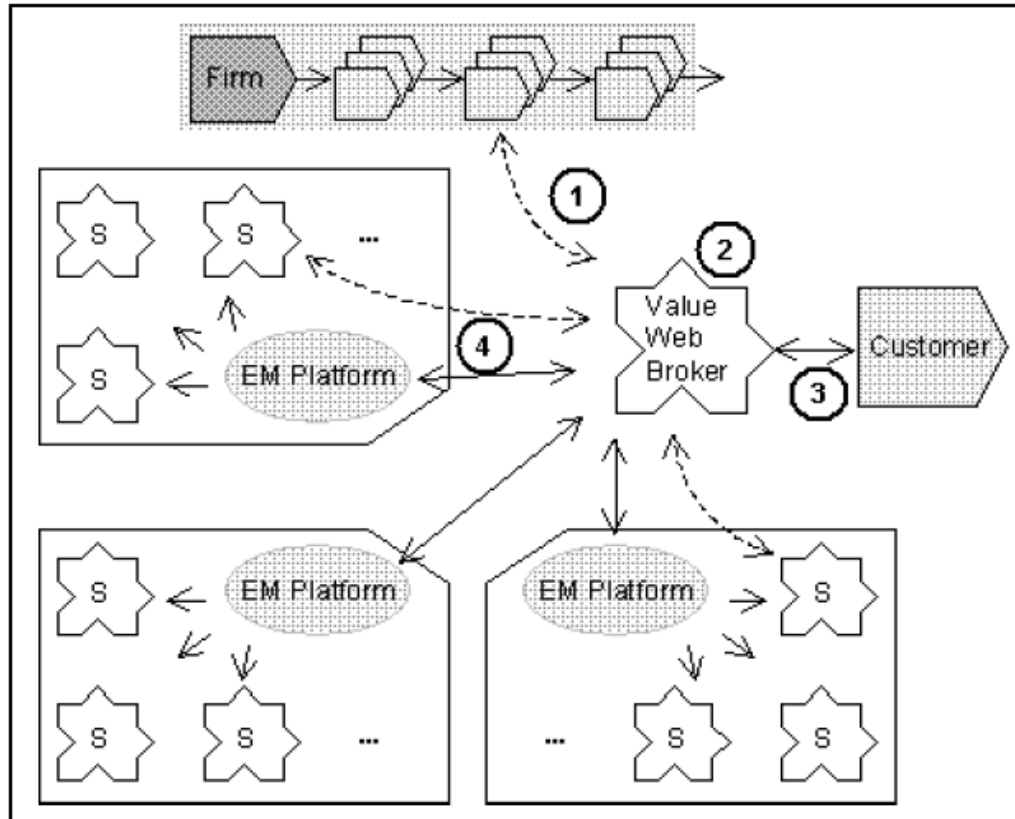 Firm
1
2
S
S
...
Value
Web
Broker
Customer
3
4
S
EM Platform
S
EM Platform
S
S
...
EM Platform
S
...
S
S